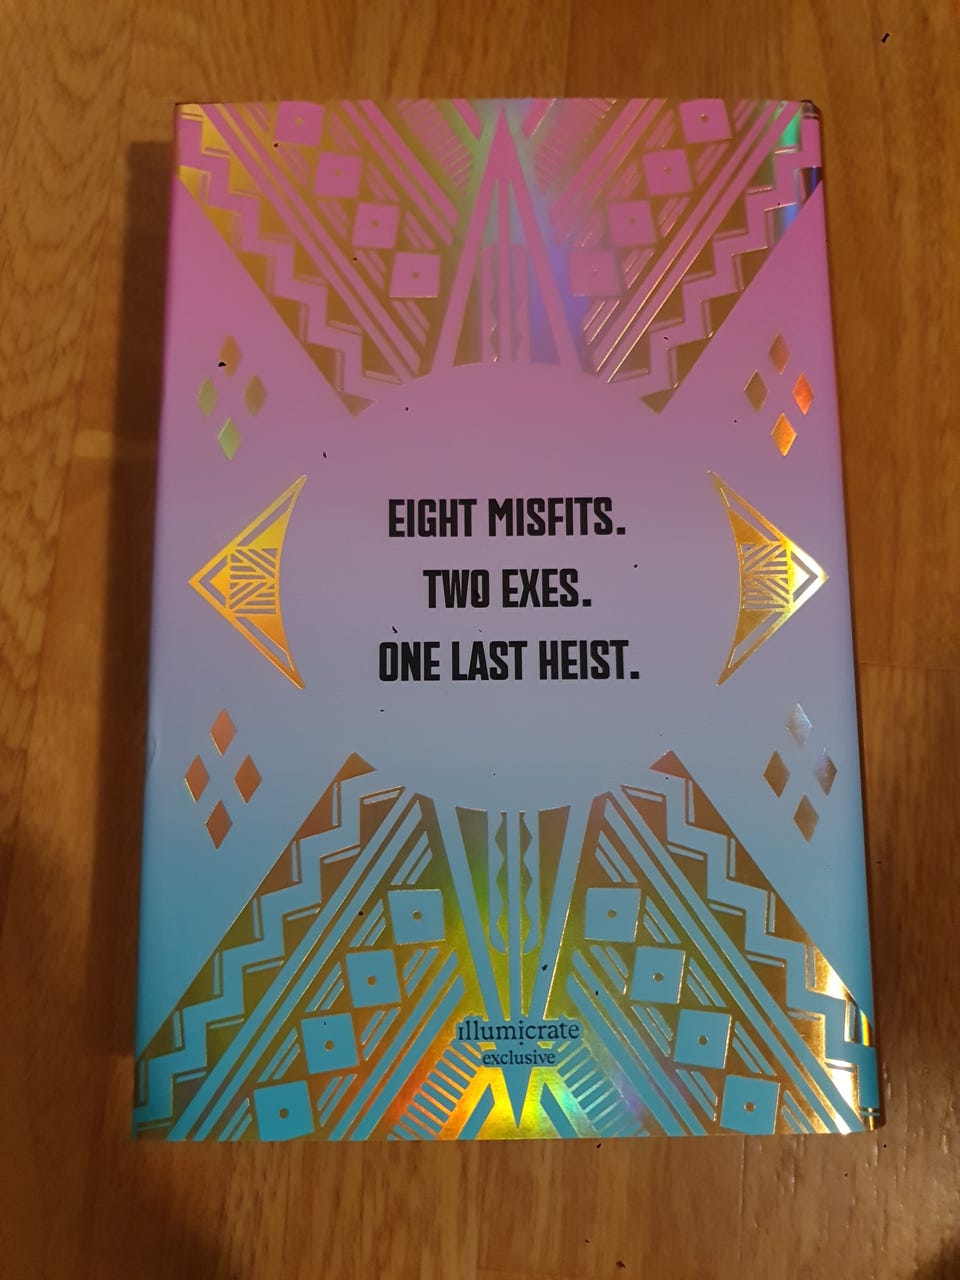 EIGHT MISFITS.
TWO EXES.
ONE LAST HEIST.
illumicrate
exclusive